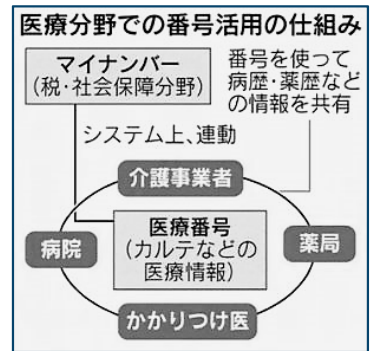 医療分野での番号活用の仕組み
マイナンバー
(税・社会保障分野)
番号を使って
病歴・薬歴など
の情報を共有
システム上、連動
介護事業者
病院
医療番号
(カルテなどの
医療情報)
薬局
かかりつけ医